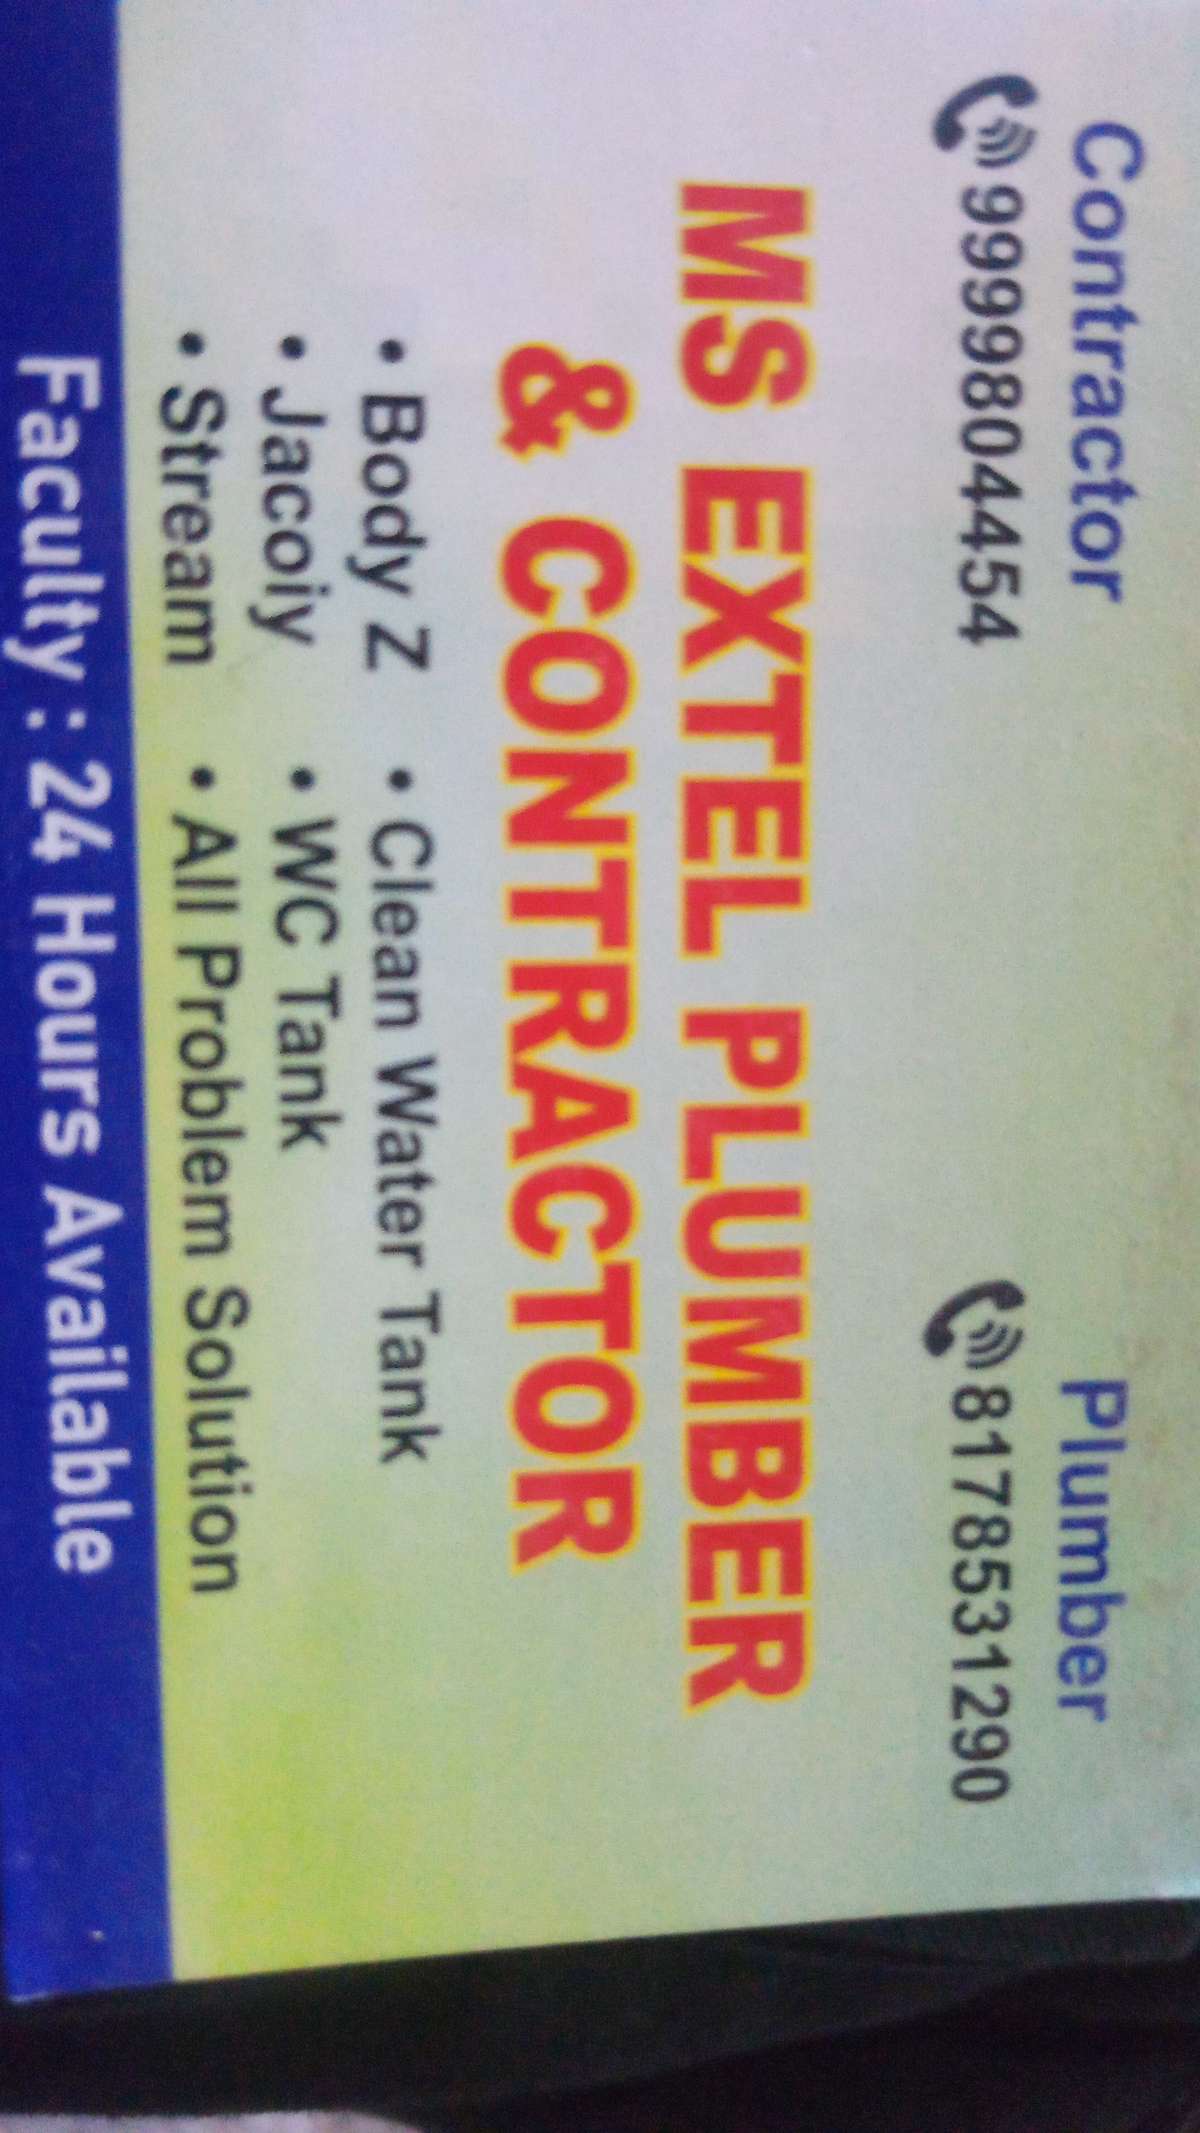 Contractor Plumber
9999804454 8178531290
MS EXTEL PLUMBER
& CONTRACTOR
• Body Z • Clean Water Tank
• Jacoiy • WC Tank
• Stream • All Problem Solution
Faculty : 24 Hours Available